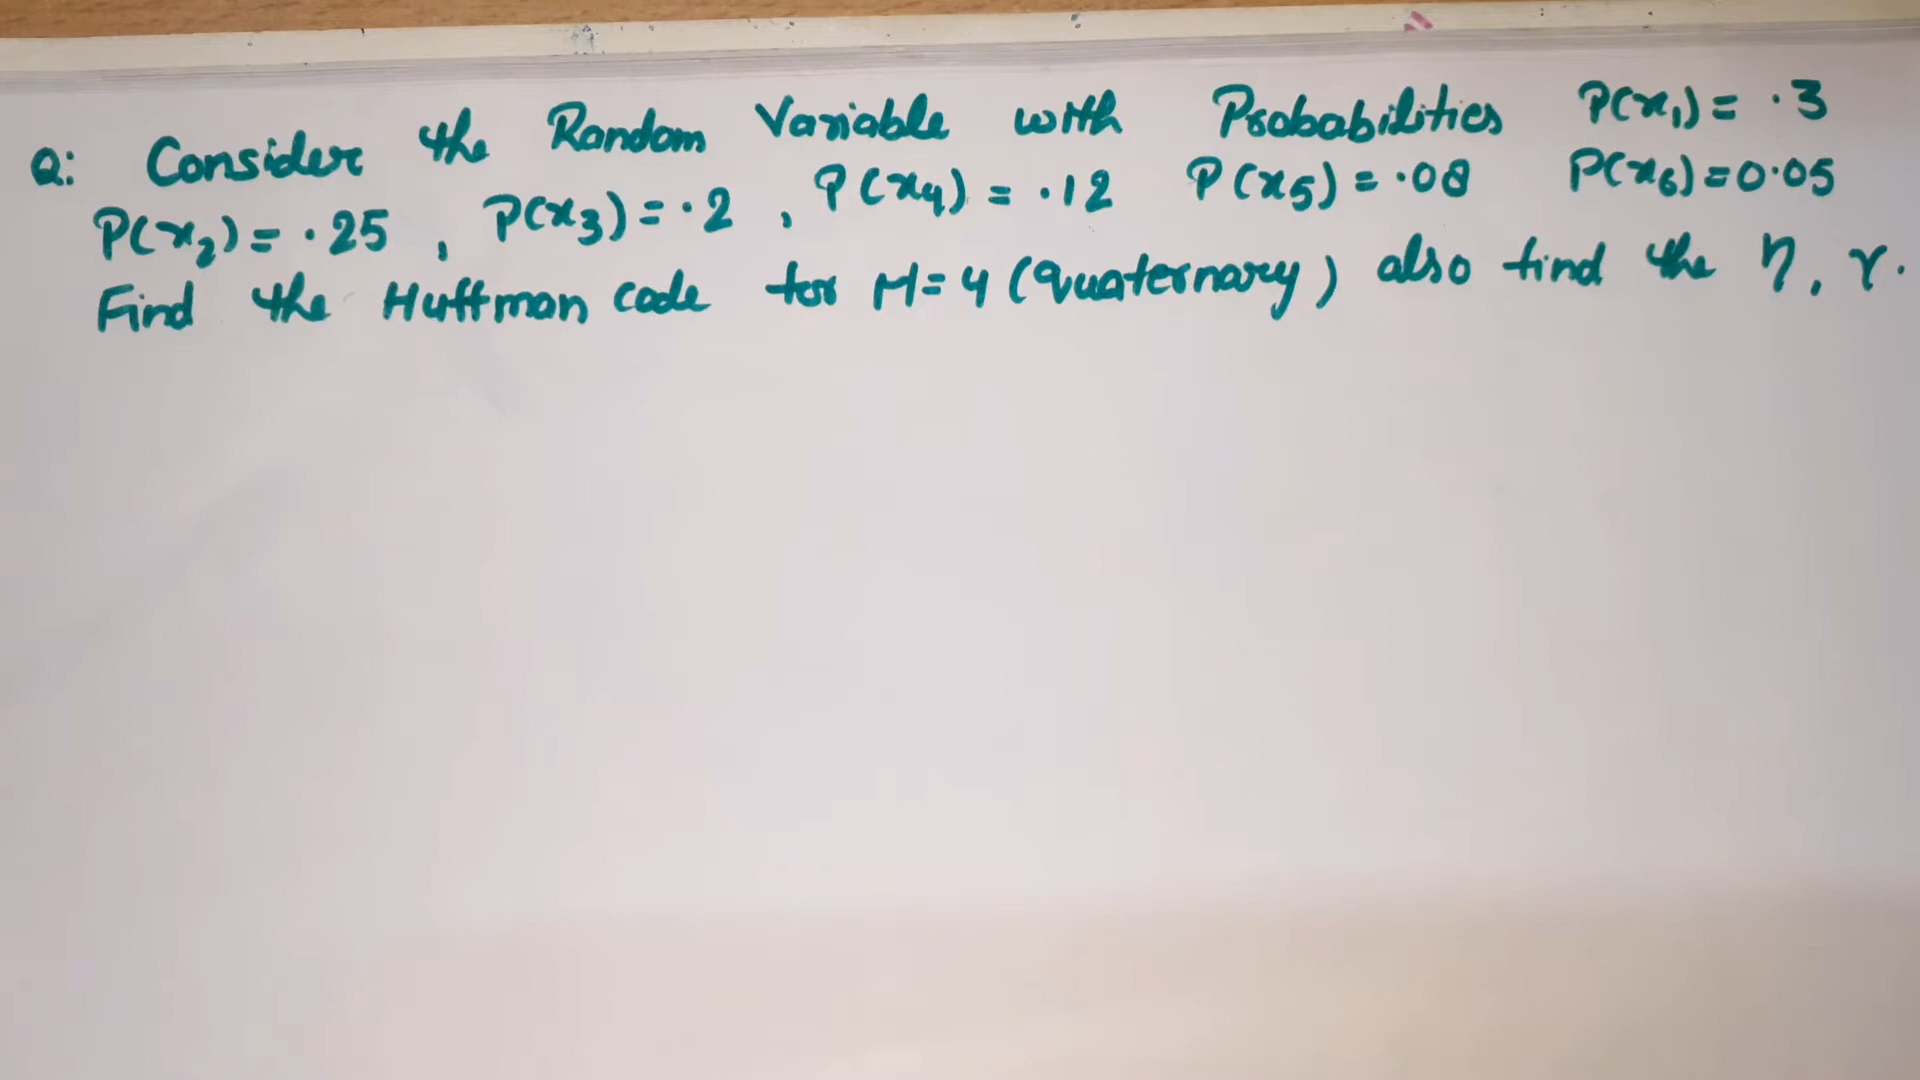 Q: Consider the Random Variable with Probabilities P(x₁) = .3
P(x₂) = .25 , P(x₃) = .2 , P(x₄) = .12 P(x₅) = .08 P(x₆) = 0.05
Find the Huffman code for M=4 (Quaternary) also find the η, γ.